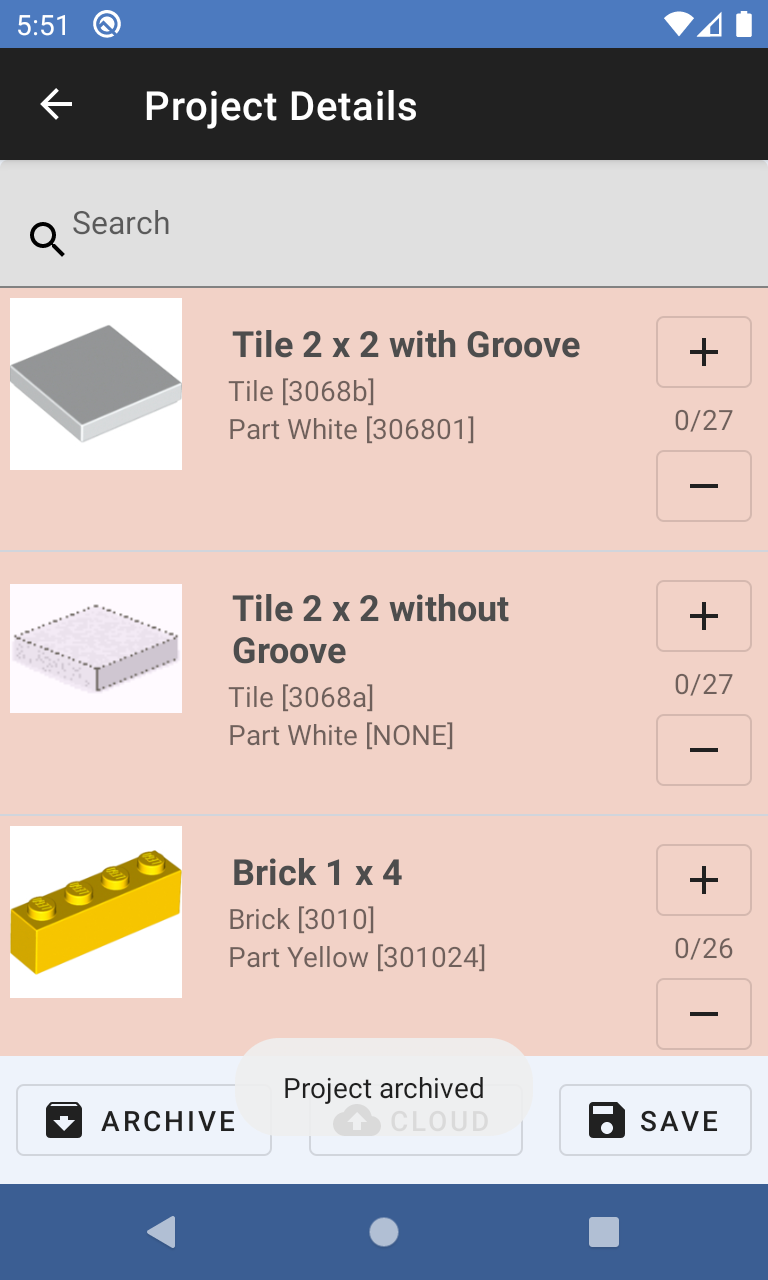 5:51
Project Details
Search
Tile 2 x 2 with Groove
Tile [3068b]
Part White [306801]
0/27
Tile 2 x 2 without
Groove
Tile [3068a]
Part White [NONE]
0/27
Brick 1 x 4
Brick [3010]
Part Yellow [301024]
0/26
Project archived
ARCHIVE
CLOUD
SAVE